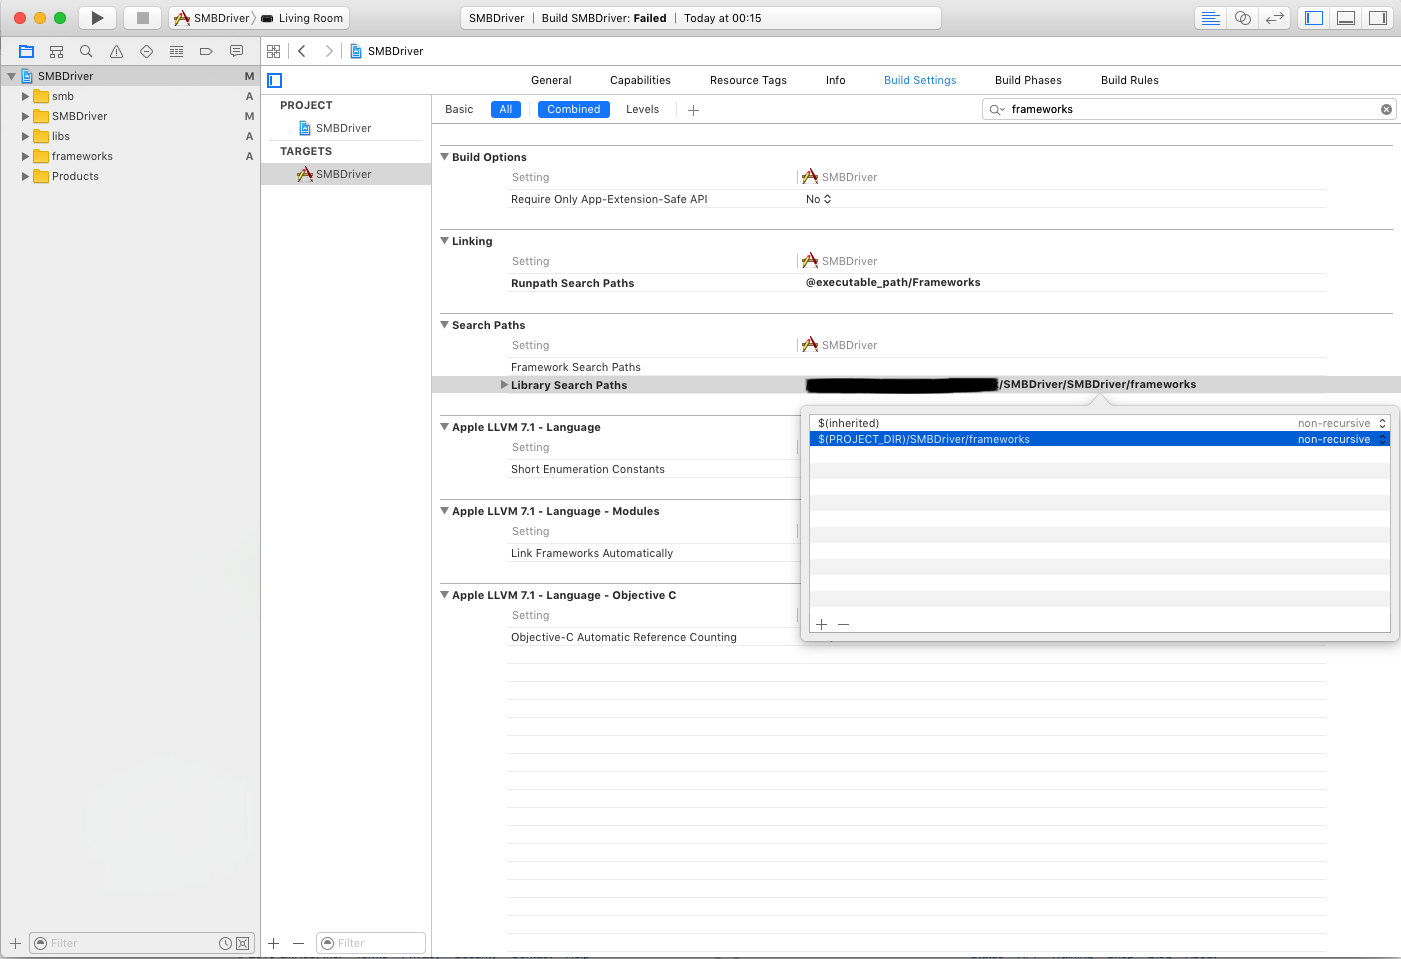 SMBDriver Living Room
SMBDriver Build SMBDriver: Failed Today at 00:15
SMBDriver
SMBDriver M
smb A
SMBDriver M
libs A
frameworks A
Products
General Capabilities Resource Tags Info Build Settings Build Phases Build Rules
PROJECT
SMBDriver
TARGETS
SMBDriver
Basic All Combined Levels frameworks
Build Options
Setting SMBDriver
Require Only App-Extension-Safe API No
Linking
Setting SMBDriver
Runpath Search Paths @executable_path/Frameworks
Search Paths
Setting SMBDriver
Framework Search Paths
Library Search Paths /SMBDriver/SMBDriver/frameworks
$(inherited) non-recursive
$(PROJECT_DIR)/SMBDriver/frameworks non-recursive
Apple LLVM 7.1 - Language
Setting
Short Enumeration Constants
Apple LLVM 7.1 - Language - Modules
Setting
Link Frameworks Automatically
Apple LLVM 7.1 - Language - Objective C
Setting
Objective-C Automatic Reference Counting
Filter
Filter